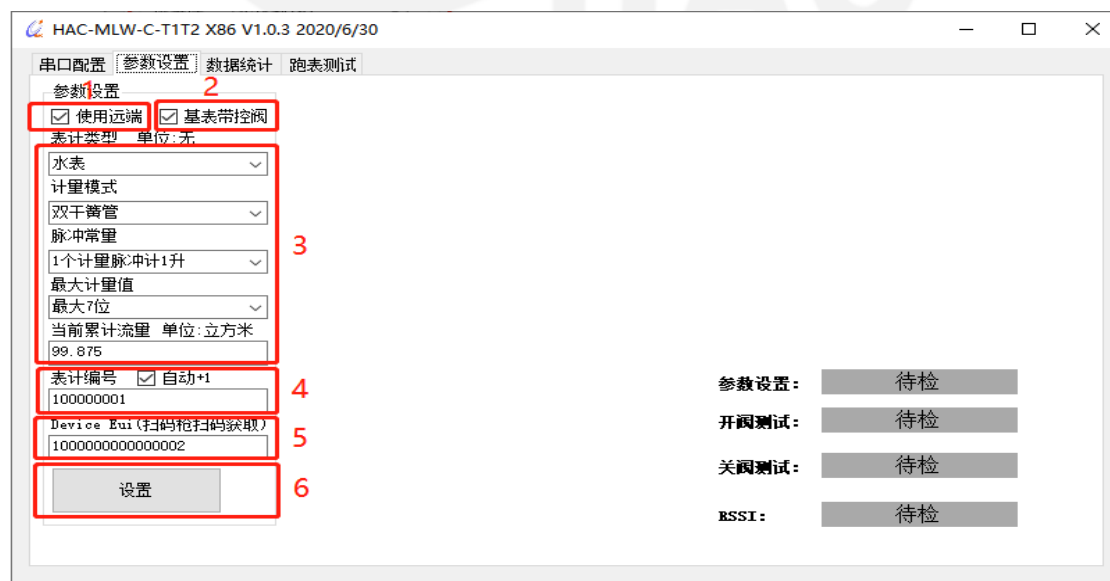 HAC-MLW-C-T1T2 X86 V1.0.3 2020/6/30
串口配置 参数设置 数据统计 跑表测试
参数设置
1
2
使用远端 基表带控阀
表计类型 单位:无
水表
计量模式
双干簧管
脉冲常量
1个计量脉冲计1升
3
最大计量值
最大7位
当前累计流量 单位:立方米
99.875
表计编号 自动+1
100000001
4
Device Eui(扫码枪扫码获取)
1000000000000002
5
设置
6
参数设置: 待检
开阀测试: 待检
关阀测试: 待检
RSSI: 待检